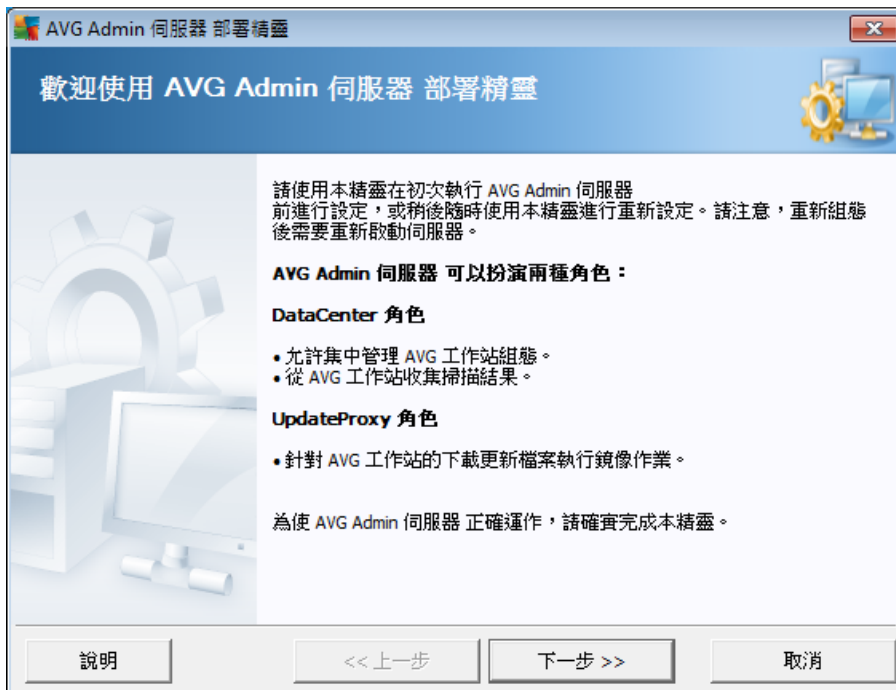 AVG Admin 伺服器 部署精靈
歡迎使用 AVG Admin 伺服器 部署精靈
請使用本精靈在初次執行 AVG Admin 伺服器
前進行設定，或稍後隨時使用本精靈進行重新設定。請注意，重新組態
後需要重新啟動伺服器。
AVG Admin 伺服器 可以扮演兩種角色：
DataCenter 角色
• 允許集中管理 AVG 工作站組態。
• 從 AVG 工作站收集掃描結果。
UpdateProxy 角色
• 針對 AVG 工作站的下載更新檔案執行鏡像作業。
為使 AVG Admin 伺服器 正確運作，請確實完成本精靈。
說明
<< 上一步
下一步 >>
取消